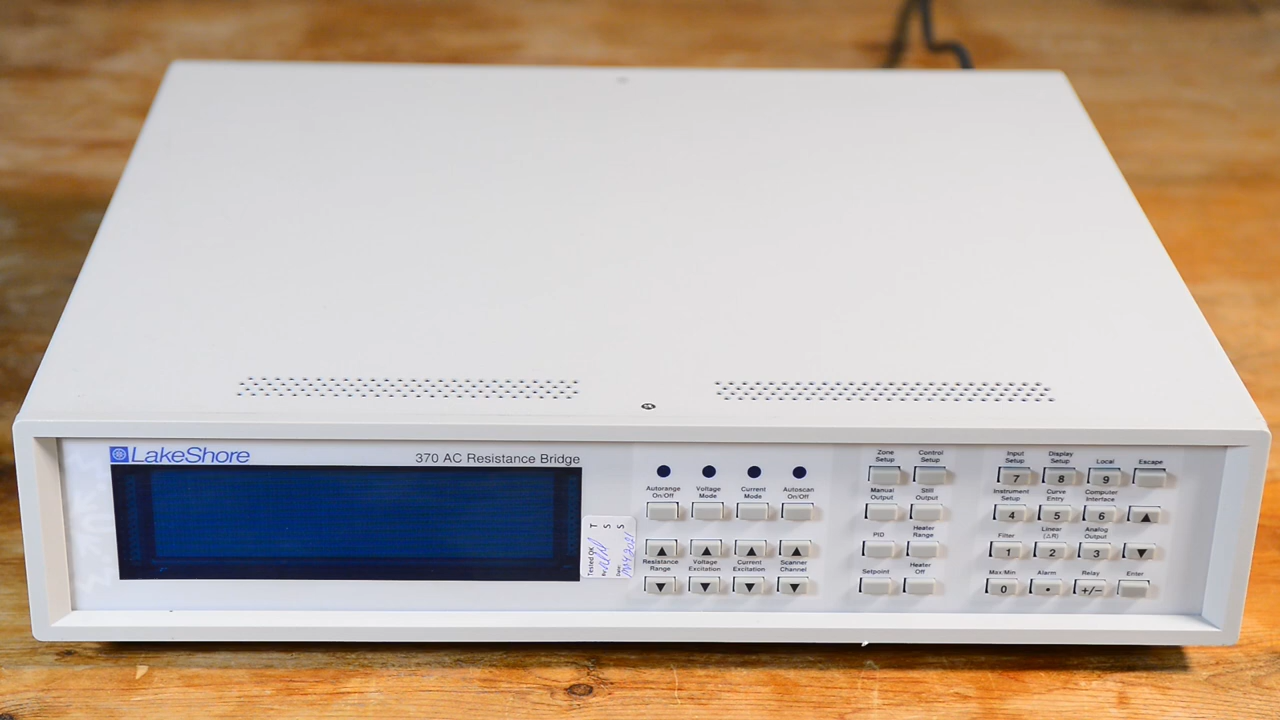 LakeShore
370 AC Resistance Bridge
Autorange On/Off
Voltage Mode
Current Mode
Autoscan On/Off
Resistance Range
Voltage Excitation
Current Excitation
Scanner Channel
Tested OK
T S S
Zone Setup
Control Setup
Manual Output
Still Output
PID
Heater Range
Setpoint
Heater Off
Input Setup
Display Setup
Local
Escape
7 8 9
Instrument Setup
Curve Entry
Computer Interface
4 5 6
Filter
Linear (ΔR)
Analog Output
1 2 3
Max/Min
Alarm
Relay
Enter
0 • +/−